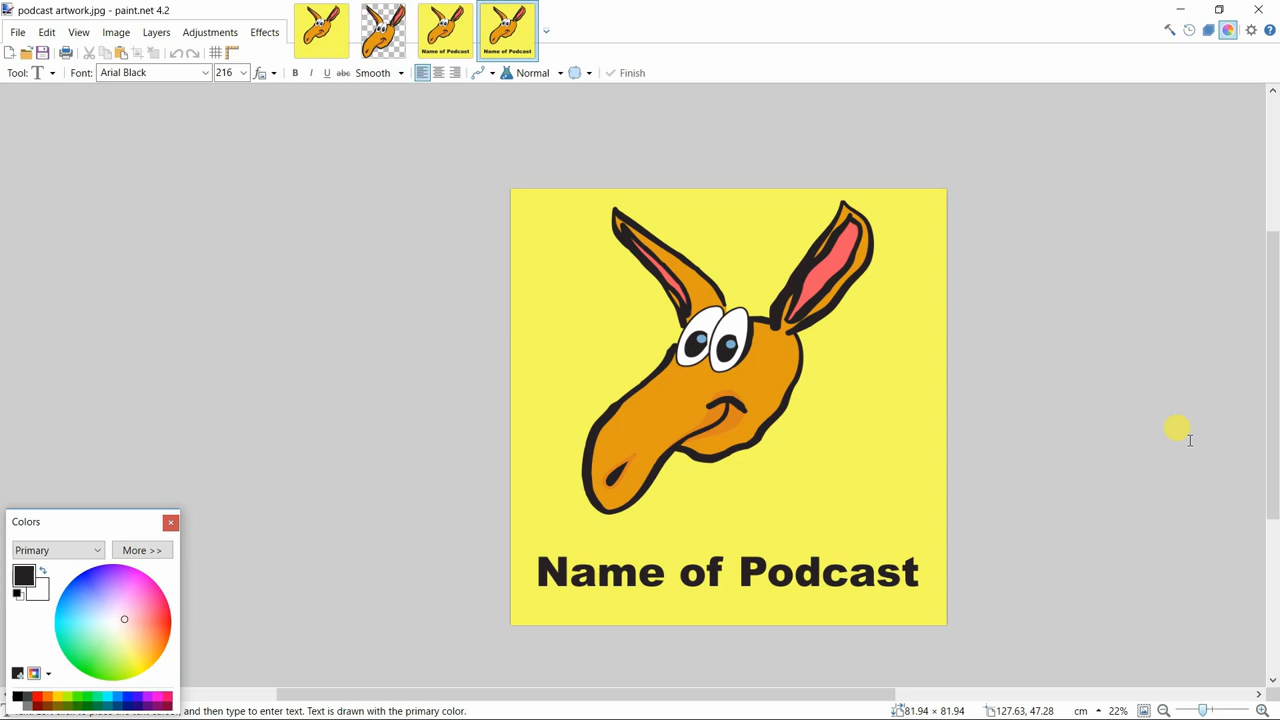 podcast artwork.jpg - paint.net 4.2
File Edit View Image Layers Adjustments Effects
Name of Podcast
Name of Podcast
Tool: T Font: Arial Black 216 B I U abc Smooth Normal Finish
Name of Podcast
Colors
Primary More >>
and then type to enter text. Text is drawn with the primary color.
81.94 × 81.94 127.63, 47.28 cm 22%